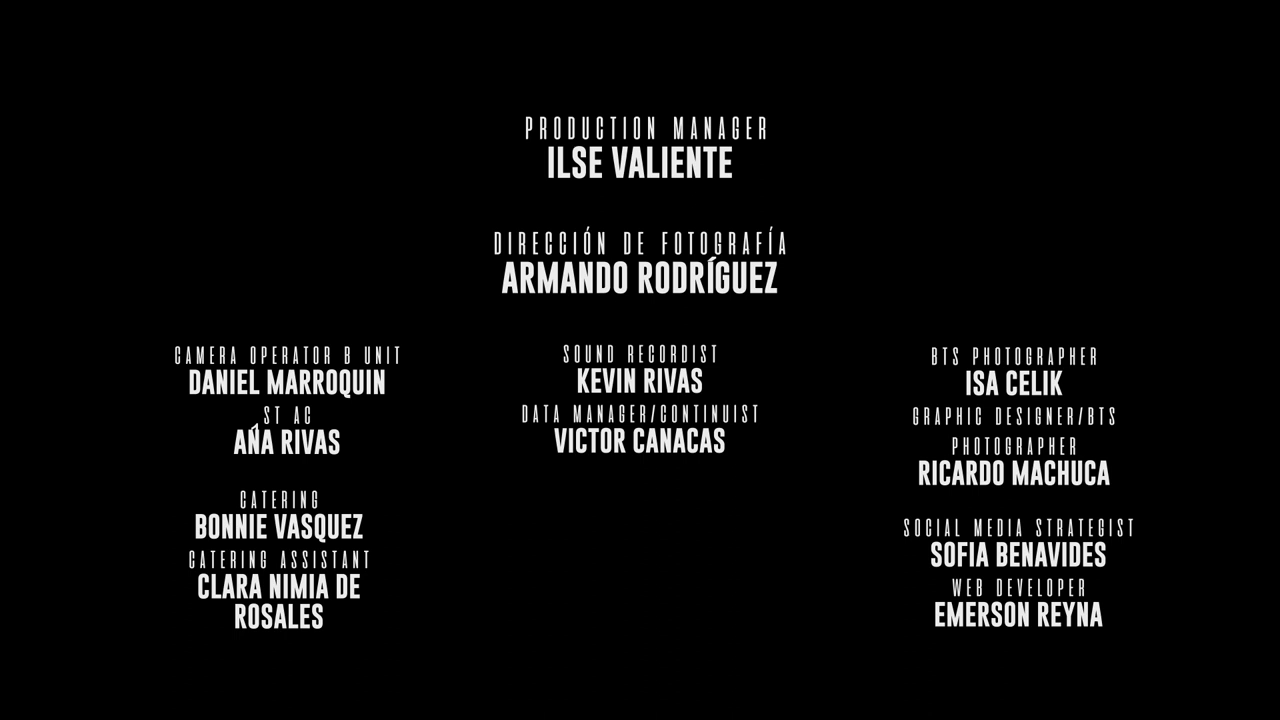 PRODUCTION MANAGER
ILSE VALIENTE
DIRECCIÓN DE FOTOGRAFÍA
ARMANDO RODRÍGUEZ
CAMERA OPERATOR B UNIT
DANIEL MARROQUIN
ST AC
ANA RIVAS
CATERING
BONNIE VASQUEZ
CATERING ASSISTANT
CLARA NIMIA DE
ROSALES
SOUND RECORDIST
KEVIN RIVAS
DATA MANAGER/CONTINUIST
VICTOR CANACAS
BTS PHOTOGRAPHER
ISA CELIK
GRAPHIC DESIGNER/BTS
PHOTOGRAPHER
RICARDO MACHUCA
SOCIAL MEDIA STRATEGIST
SOFIA BENAVIDES
WEB DEVELOPER
EMERSON REYNA